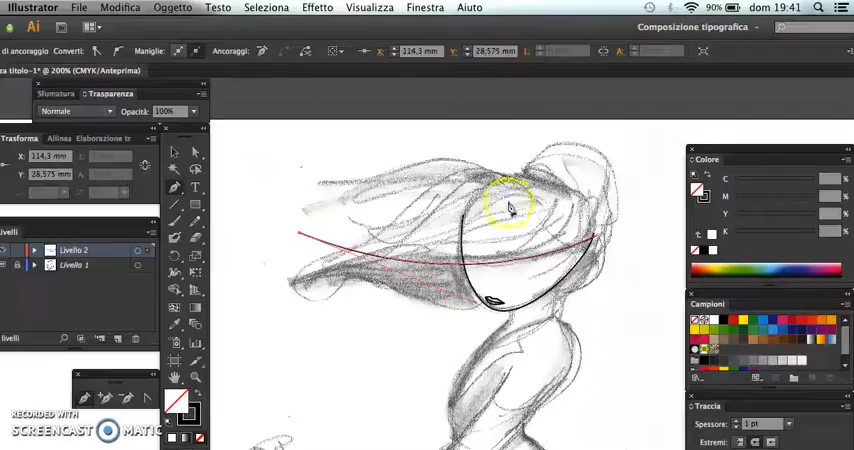 Illustrator File Modifica Oggetto Testo Seleziona Effetto Visualizza Finestra Aiuto 90% dom 19:41
Ai Composizione tipografica
di ancoraggio Converti: Maniglie: Ancoraggi: X: 114,3 mm Y: 28,575 mm L: A:
za titolo-1* @ 200% (CMYK/Anteprima)
Sfumatura Trasparenza
Normale Opacità: 100%
Trasforma Allinea Elaborazione tr
X: 114,3 mm L:
Y: 28,575 mm A:
Livelli
Livello 2
Livello 1
livelli
Colore
C %
M %
Y %
K %
Campioni
Traccia
Spessore: 1 pt
Estremi:
RECORDED WITH
SCREENCAST MATIC